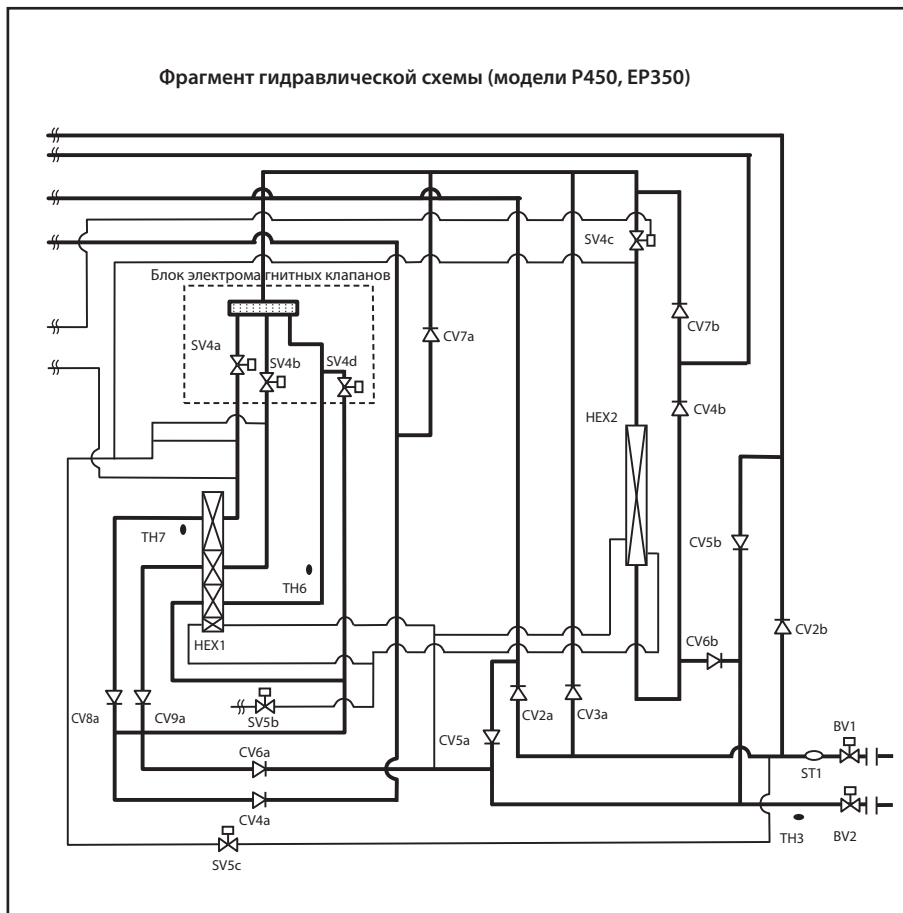 Фрагмент гидравлической схемы (модели P450, EP350)
SV4c
Блок электромагнитных клапанов
CV7b
CV7a
SV4a
SV4b
SV4d
HEX2
CV4b
TH7
CV5b
TH6
HEX1
CV2b
CV6b
CV8a
CV9a
SV5b
CV2a
CV3a
BV1
CV5a
CV6a
ST1
CV4a
TH3
BV2
SV5c